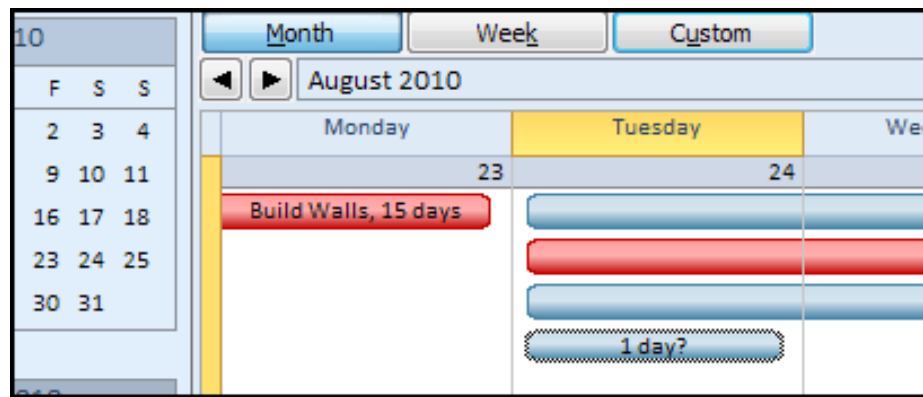 10
Month Week Custom
F S S
August 2010
2 3 4
Monday Tuesday We
9 10 11
23 24
16 17 18
Build Walls, 15 days
23 24 25
30 31
1 day?